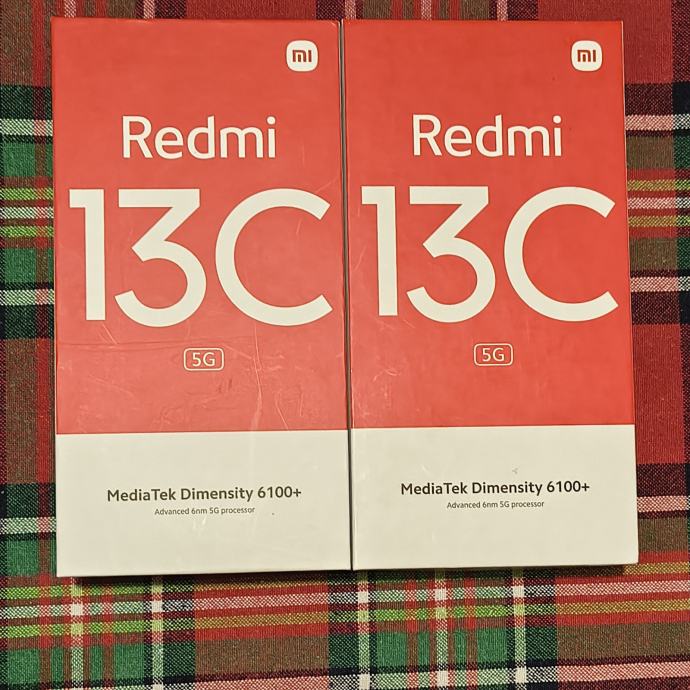 mi
Redmi
13C
5G
MediaTek Dimensity 6100+
Advanced 6nm 5G processor
mi
Redmi
13C
5G
MediaTek Dimensity 6100+
Advanced 6nm 5G processor